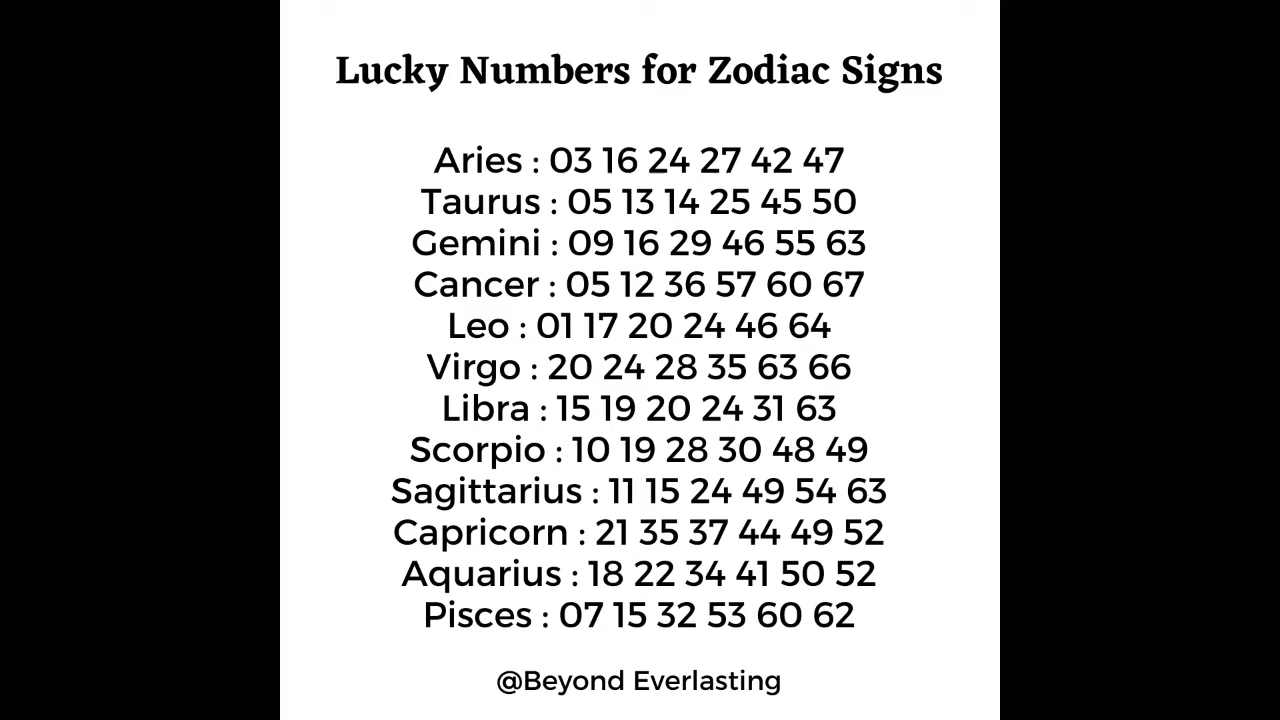 Lucky Numbers for Zodiac Signs
Aries : 03 16 24 27 42 47
Taurus : 05 13 14 25 45 50
Gemini : 09 16 29 46 55 63
Cancer : 05 12 36 57 60 67
Leo : 01 17 20 24 46 64
Virgo : 20 24 28 35 63 66
Libra : 15 19 20 24 31 63
Scorpio : 10 19 28 30 48 49
Sagittarius : 11 15 24 49 54 63
Capricorn : 21 35 37 44 49 52
Aquarius : 18 22 34 41 50 52
Pisces : 07 15 32 53 60 62
@Beyond Everlasting